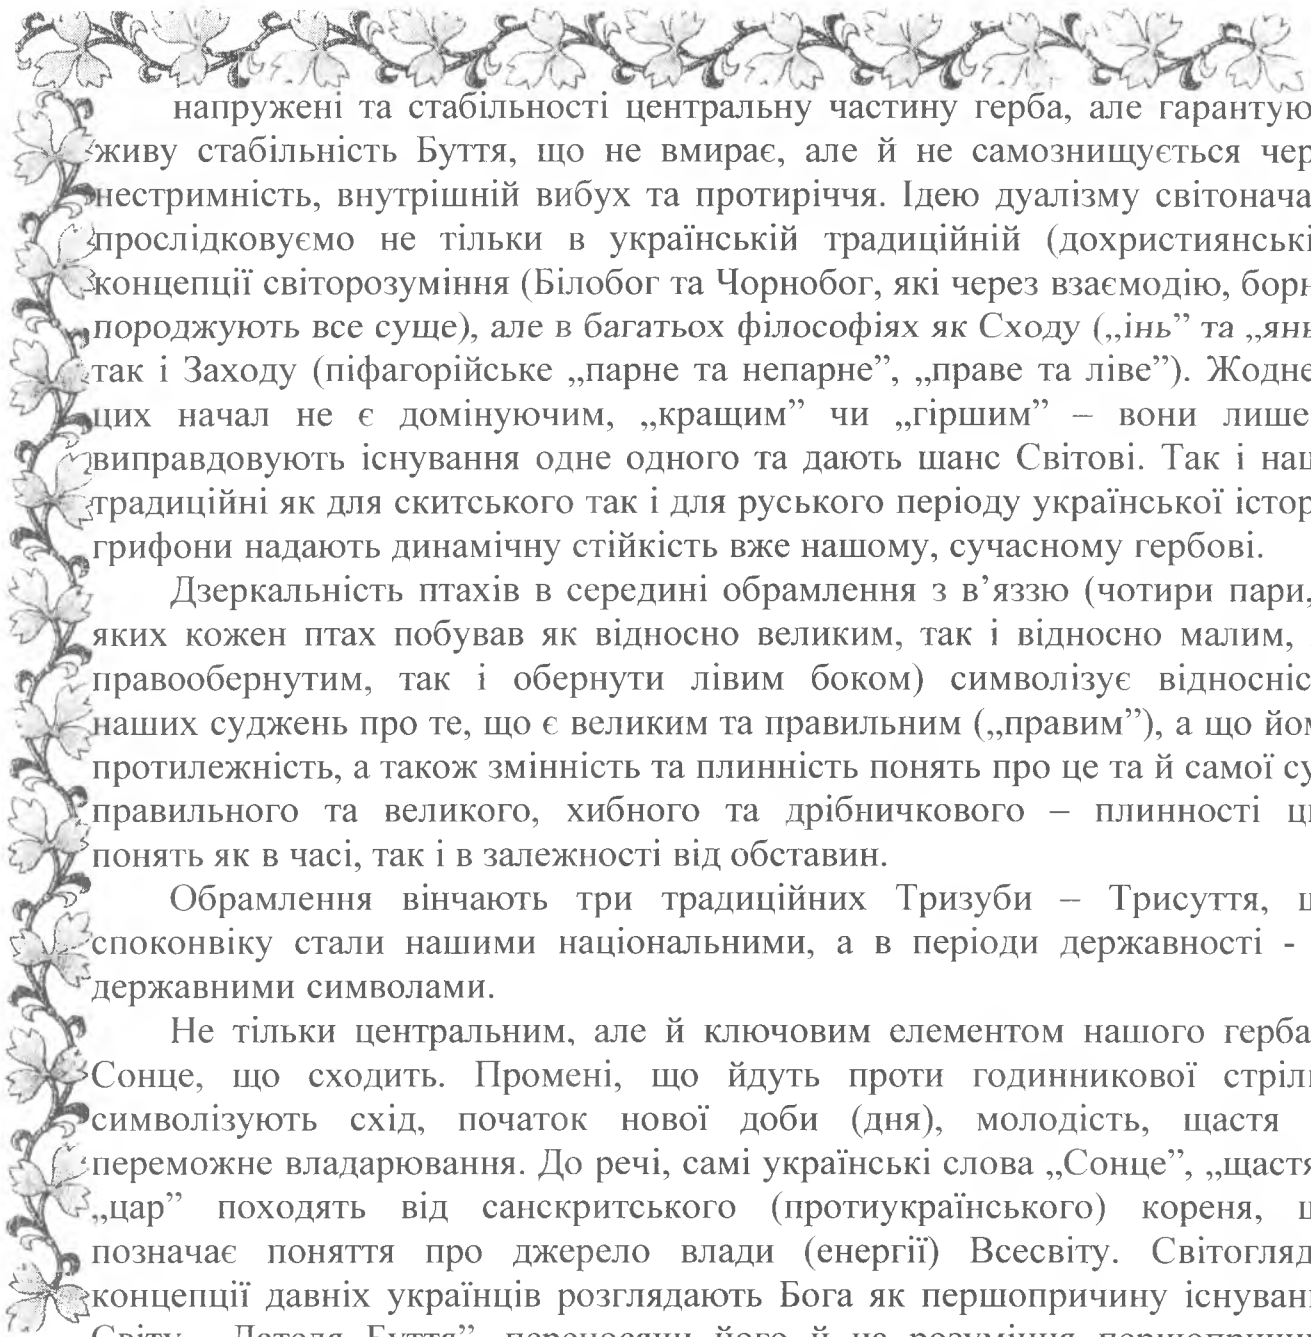 напружені та стабільності центральну частину герба, але гарантую
живу стабільність Буття, що не вмирає, але й не самознищується чер
нестримність, внутрішній вибух та протиріччя. Ідею дуалізму світонача
прослідковуємо не тільки в українській традиційній (дохристиянські
концепції світорозуміння (Білобог та Чорнобог, які через взаємодію, бор
породжують все суще), але в багатьох філософіях як Сходу („інь” та „янь
так і Заходу (піфагорійське „парне та непарне”, „праве та ліве”). Жодне
цих начал не є домінуючим, „кращим” чи „гіршим” – вони лише
виправдовують існування одне одного та дають шанс Світові. Так і наш
традиційні як для скитського так і для руського періоду української істор
грифони надають динамічну стійкість вже нашому, сучасному гербові.
Дзеркальність птахів в середині обрамлення з в’яззю (чотири пари,
яких кожен птах побував як відносно великим, так і відносно малим,
правообернутим, так і обернути лівим боком) символізує відносніс
наших суджень про те, що є великим та правильним („правим”), а що йом
протилежність, а також змінність та плинність понять про це та й самої су
правильного та великого, хибного та дрібничкового – плинності ци
понять як в часі, так і в залежності від обставин.
Обрамлення вінчають три традиційних Тризуби – Трисуття, щ
споконвіку стали нашими національними, а в періоди державності -
державними символами.
Не тільки центральним, але й ключовим елементом нашого герба
Сонце, що сходить. Промені, що йдуть проти годинникової стріл
символізують схід, початок нової доби (дня), молодість, щастя
переможне владарювання. До речі, самі українські слова „Сонце”, „щастя
„цар” походять від санскритського (протиукраїнського) кореня, щ
позначає поняття про джерело влади (енергії) Всесвіту. Світогляд
концепції давніх українців розглядають Бога як першопричину існуван
Світу, Дателя Буття”, переносячи його й на розуміння